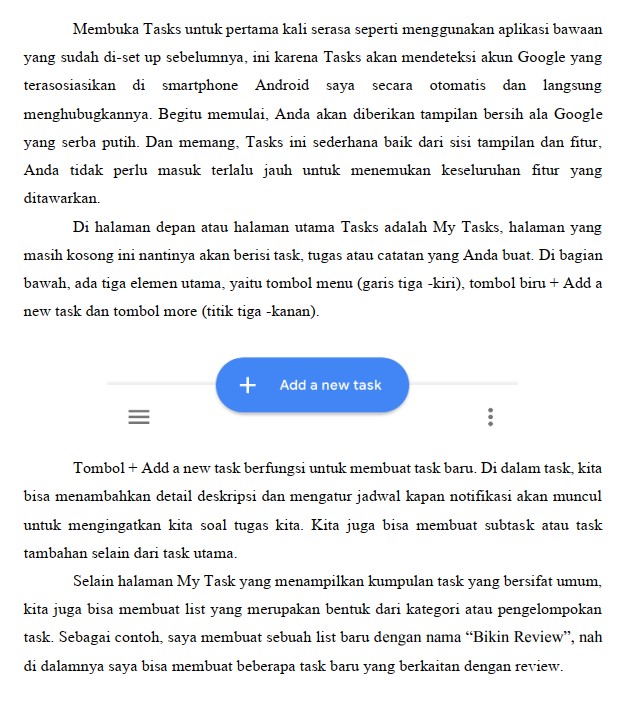 Membuka Tasks untuk pertama kali serasa seperti menggunakan aplikasi bawaan
yang sudah di-set up sebelumnya, ini karena Tasks akan mendeteksi akun Google yang
terasosiasikan di smartphone Android saya secara otomatis dan langsung
menghubugkannya. Begitu memulai, Anda akan diberikan tampilan bersih ala Google
yang serba putih. Dan memang, Tasks ini sederhana baik dari sisi tampilan dan fitur,
Anda tidak perlu masuk terlalu jauh untuk menemukan keseluruhan fitur yang
ditawarkan.
Di halaman depan atau halaman utama Tasks adalah My Tasks, halaman yang
masih kosong ini nantinya akan berisi task, tugas atau catatan yang Anda buat. Di bagian
bawah, ada tiga elemen utama, yaitu tombol menu (garis tiga -kiri), tombol biru + Add a
new task dan tombol more (titik tiga -kanan).
+ Add a new task
Tombol + Add a new task berfungsi untuk membuat task baru. Di dalam task, kita
bisa menambahkan detail deskripsi dan mengatur jadwal kapan notifikasi akan muncul
untuk mengingatkan kita soal tugas kita. Kita juga bisa membuat subtask atau task
tambahan selain dari task utama.
Selain halaman My Task yang menampilkan kumpulan task yang bersifat umum,
kita juga bisa membuat list yang merupakan bentuk dari kategori atau pengelompokan
task. Sebagai contoh, saya membuat sebuah list baru dengan nama “Bikin Review”, nah
di dalamnya saya bisa membuat beberapa task baru yang berkaitan dengan review.